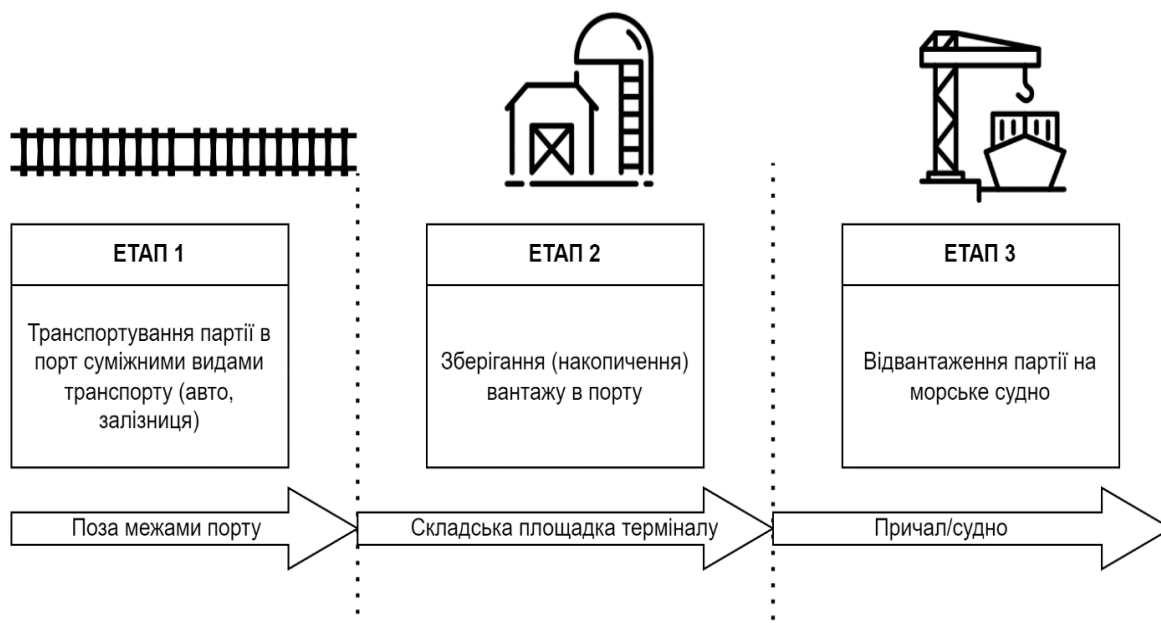 ЕТАП 1
Транспортування партії в
порт суміжними видами
транспорту (авто,
залізниця)
ЕТАП 2
Зберігання (накопичення)
вантажу в порту
ЕТАП 3
Відвантаження партії на
морське судно
Поза межами порту
Складська площадка терміналу
Причал/судно